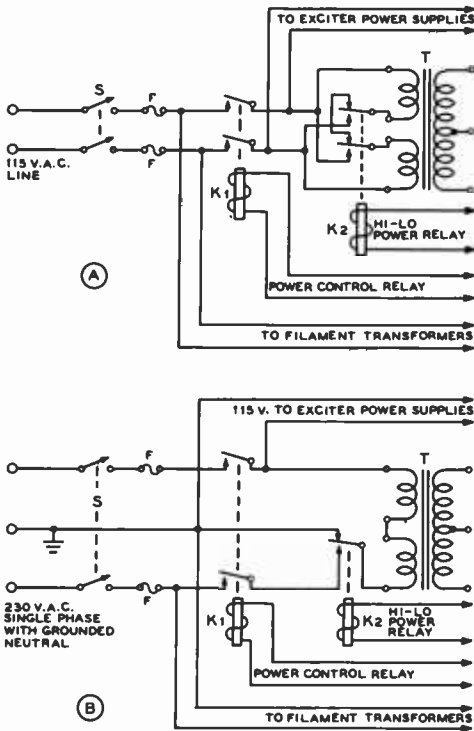 TO EXCITER POWER SUPPLIES
T
S
F
F
115 V. A.C.
LINE
K1
K2
HI-LO
POWER RELAY
A
POWER CONTROL RELAY
TO FILAMENT TRANSFORMERS
115 V. TO EXCITER POWER SUPPLIES
F
T
S
230 V. A.C.
SINGLE PHASE
WITH GROUNDED
NEUTRAL
F
K1
K2
HI-LO
POWER
RELAY
POWER CONTROL RELAY
B
TO FILAMENT TRANSFORMERS